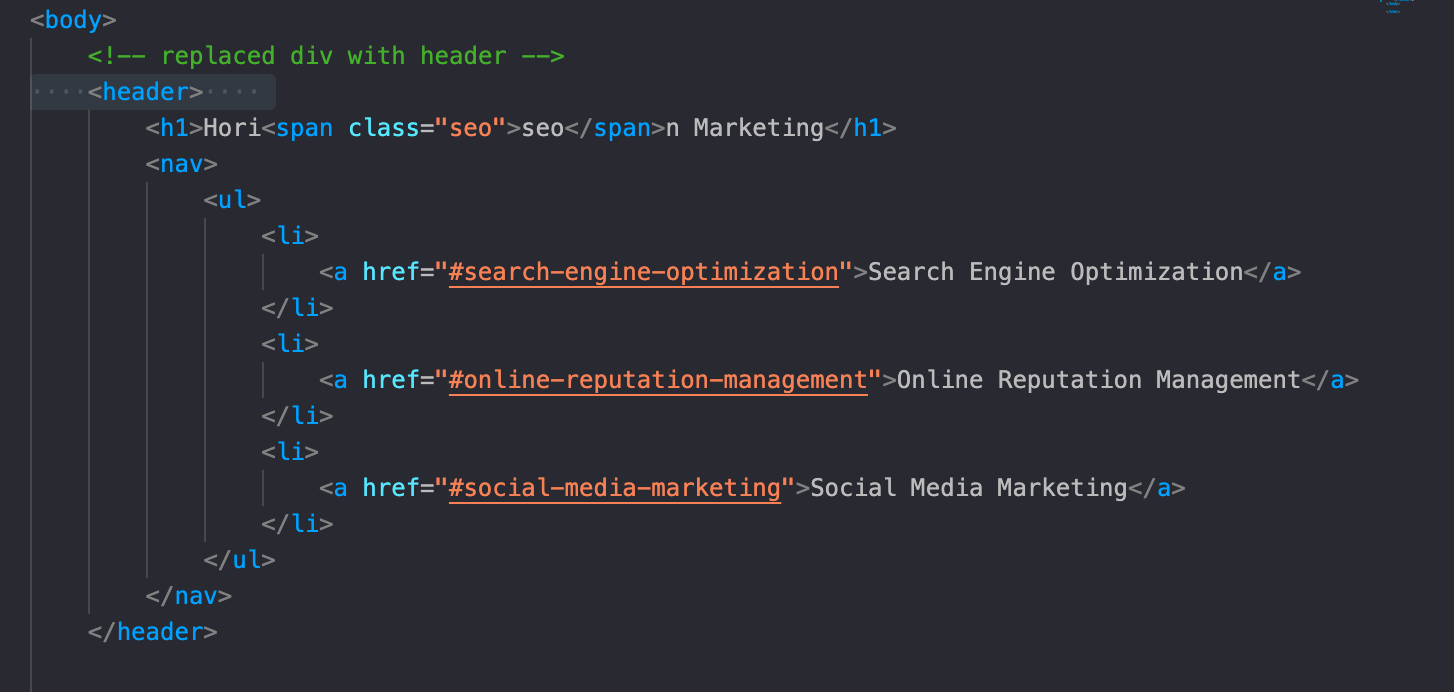 <body>
<!-- replaced div with header -->
<header>
<h1>Hori<span class="seo">seo</span>n Marketing</h1>
<nav>
<ul>
<li>
<a href="#search-engine-optimization">Search Engine Optimization</a>
</li>
<li>
<a href="#online-reputation-management">Online Reputation Management</a>
</li>
<li>
<a href="#social-media-marketing">Social Media Marketing</a>
</li>
</ul>
</nav>
</header>